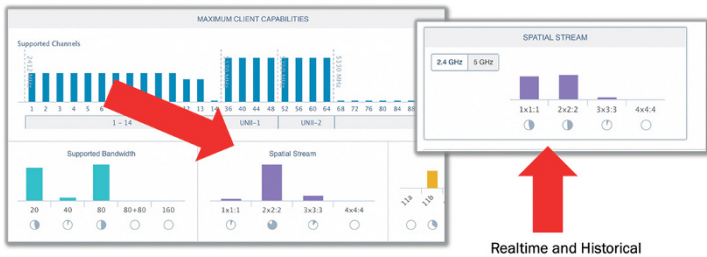 MAXIMUM CLIENT CAPABILITIES
Supported Channels
1 2 3 4 5 6 12 13 14 36 40 44 48 52 56 60 64 68 72 76 80 84 88
1 - 14 UNII-1 UNII-2
Supported Bandwidth
20 40 80 80+80 160
Spatial Stream
1x1:1 2x2:2 3x3:3 4x4:4
11a 11b
SPATIAL STREAM
2.4 GHz 5 GHz
1x1:1 2x2:2 3x3:3 4x4:4
Realtime and Historical